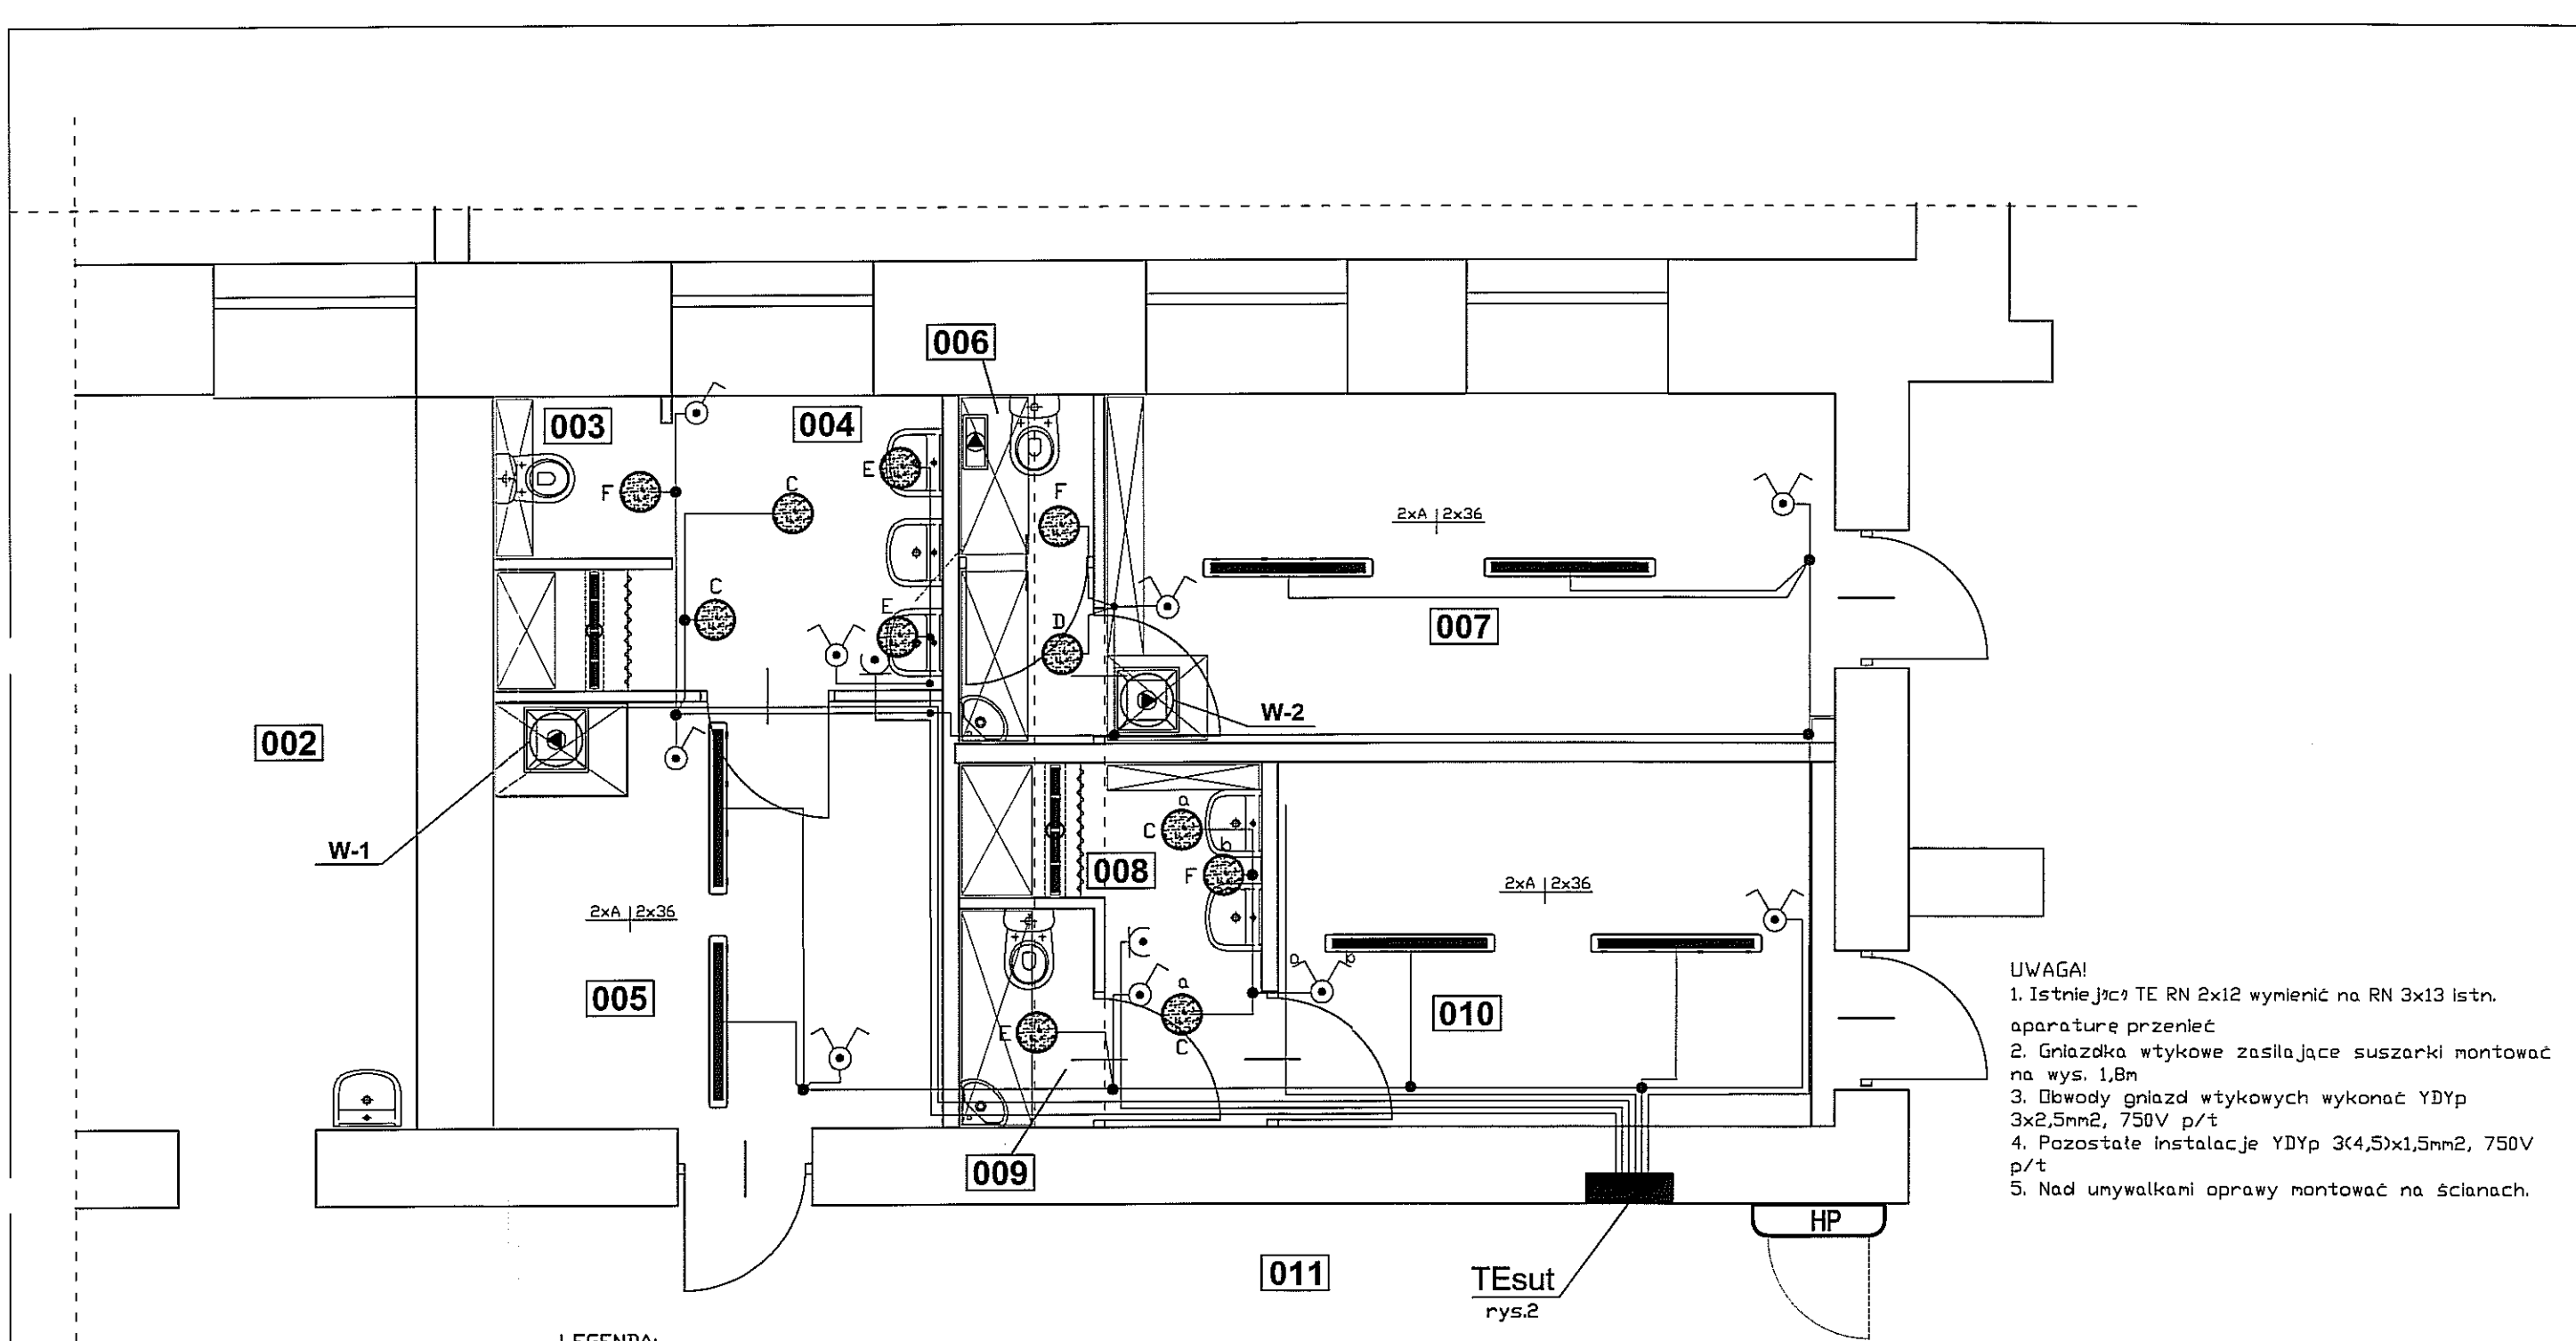 006
003
004
F
C
E
F
C
E
D
2xA | 2x36
007
002
W-2
W-1
a
C
b
F
008
2xA | 2x36
2xA | 2x36
005
a
C
E
a b
010
009
011
TEsut
rys.2
HP
UWAGA!
1. TE RN 2x12 wymienić na RN 3x13 istn.
aparaturę przenieć
2. Gniazdka wtykowe zasilające suszarki montować
na wys. 1,8m
3. Obwody gniazd wtykowych wykonać YDYp
3x2,5mm2, 750V p/t
4. Pozostałe instalacje YDYp 3(4,5)x1,5mm2, 750V
p/t
5. Nad umywalkami oprawy montować na ścianach.
LEGENDA: